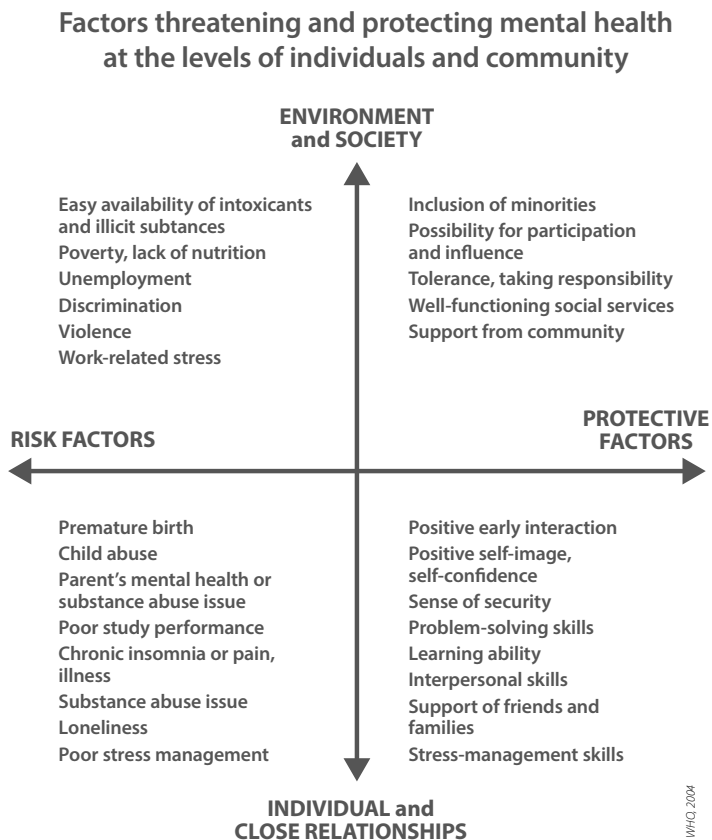 Factors threatening and protecting mental health
at the levels of individuals and community
ENVIRONMENT
and SOCIETY
Easy availability of intoxicants
and illicit subtances
Poverty, lack of nutrition
Unemployment
Discrimination
Violence
Work-related stress
Inclusion of minorities
Possibility for participation
and influence
Tolerance, taking responsibility
Well-functioning social services
Support from community
RISK FACTORS
PROTECTIVE
FACTORS
Premature birth
Child abuse
Parent's mental health or
substance abuse issue
Poor study performance
Chronic insomnia or pain,
illness
Substance abuse issue
Loneliness
Poor stress management
Positive early interaction
Positive self-image,
self-confidence
Sense of security
Problem-solving skills
Learning ability
Interpersonal skills
Support of friends and
families
Stress-management skills
INDIVIDUAL and
CLOSE RELATIONSHIPS
WHO, 2004